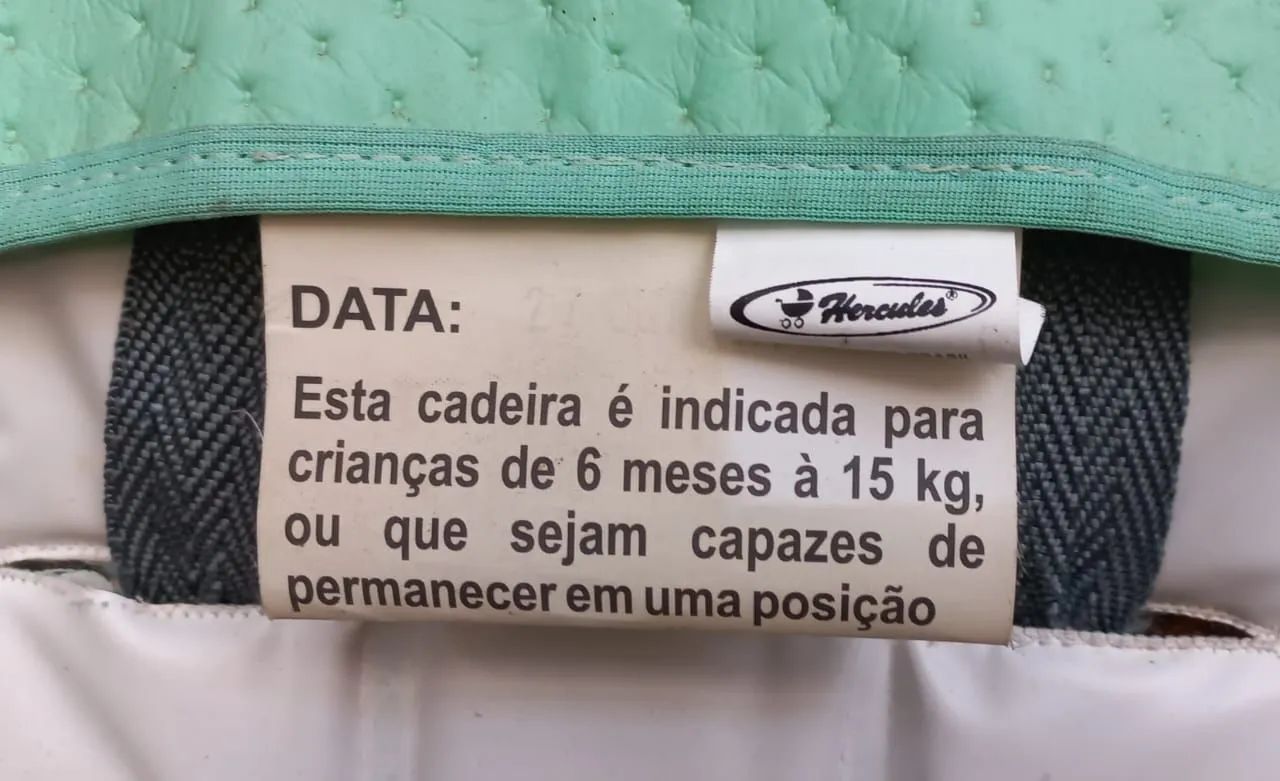 DATA:
Hercules®
Esta cadeira é indicada para
crianças de 6 meses à 15 kg,
ou que sejam capazes de
permanecer em uma posição